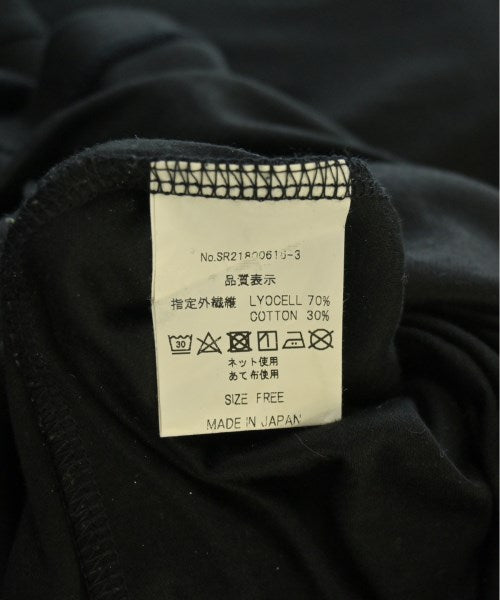 No.SR21800616-3
品質表示
指定外繊維 LYOCELL 70%
COTTON 30%
30
ネット使用
あて布使用
SIZE FREE
MADE IN JAPAN